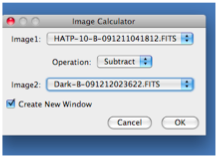 Image Calculator
Image1: HATP-10-B-091211041812.FITS
Operation: Subtract
Image2: Dark-B-091212023622.FITS
Create New Window
Cancel OK